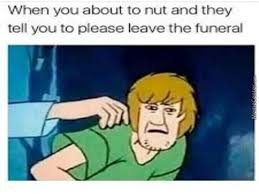 When you about to nut and they
tell you to please leave the funeral